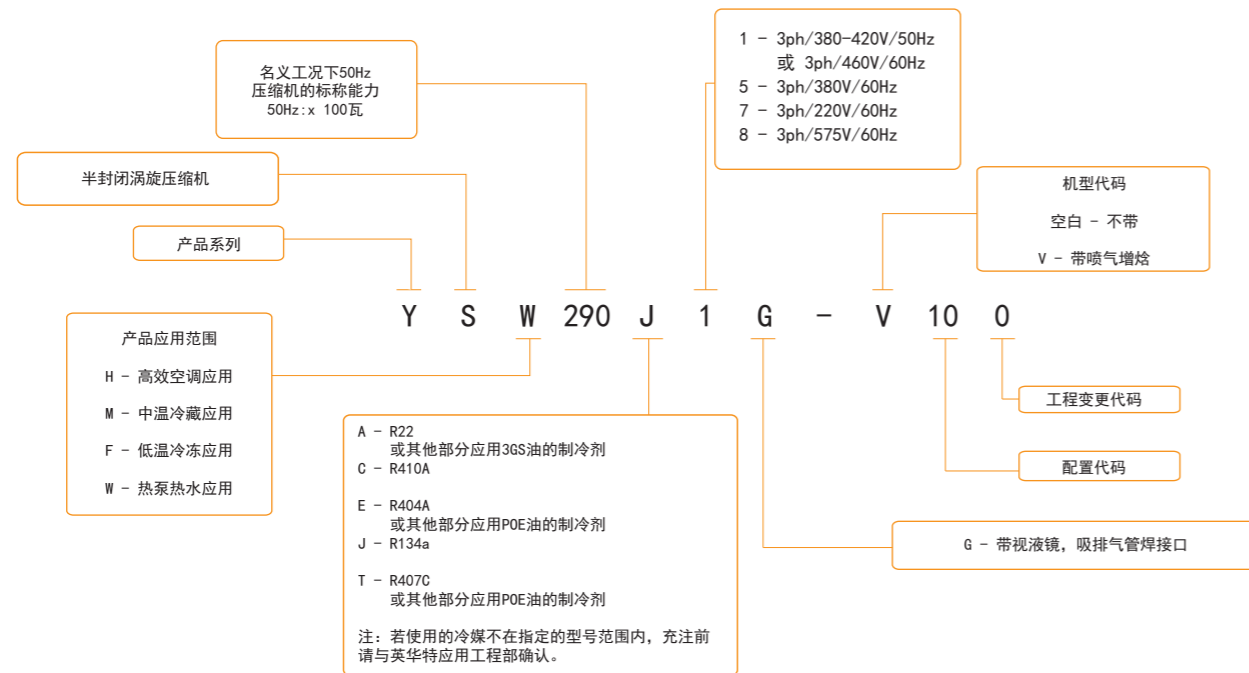 名义工况下50Hz
压缩机的标称能力
50Hz:x 100瓦
1 - 3ph/380-420V/50Hz
或 3ph/460V/60Hz
5 - 3ph/380V/60Hz
7 - 3ph/220V/60Hz
8 - 3ph/575V/60Hz
半封闭涡旋压缩机
产品系列
机型代码
空白 - 不带
V - 带喷气增焓
Y S W 290 J 1 G - V 10 0
产品应用范围
H - 高效空调应用
M - 中温冷藏应用
F - 低温冷冻应用
W - 热泵热水应用
A - R22
或其他部分应用3GS油的制冷剂
C - R410A
E - R404A
或其他部分应用POE油的制冷剂
J - R134a
T - R407C
或其他部分应用POE油的制冷剂
注: 若使用的冷媒不在指定的型号范围内, 充注前
请与英华特应用工程部确认。
工程变更代码
配置代码
G - 带视液镜, 吸排气管焊接口